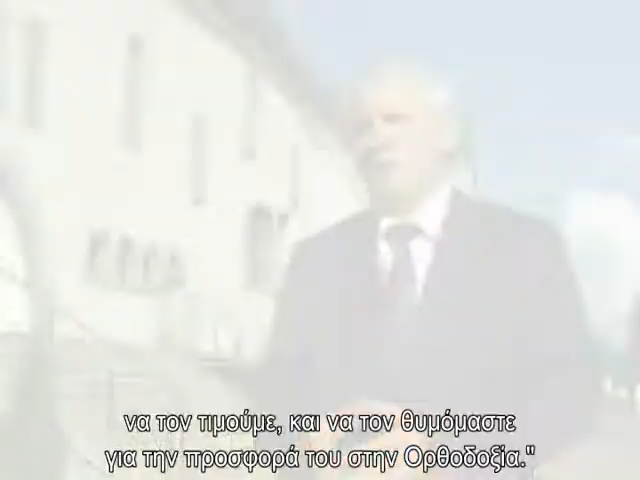 να τον τιμούμε, και να τον θυμόμαστε
για την προσφορά του στην Ορθοδοξία."